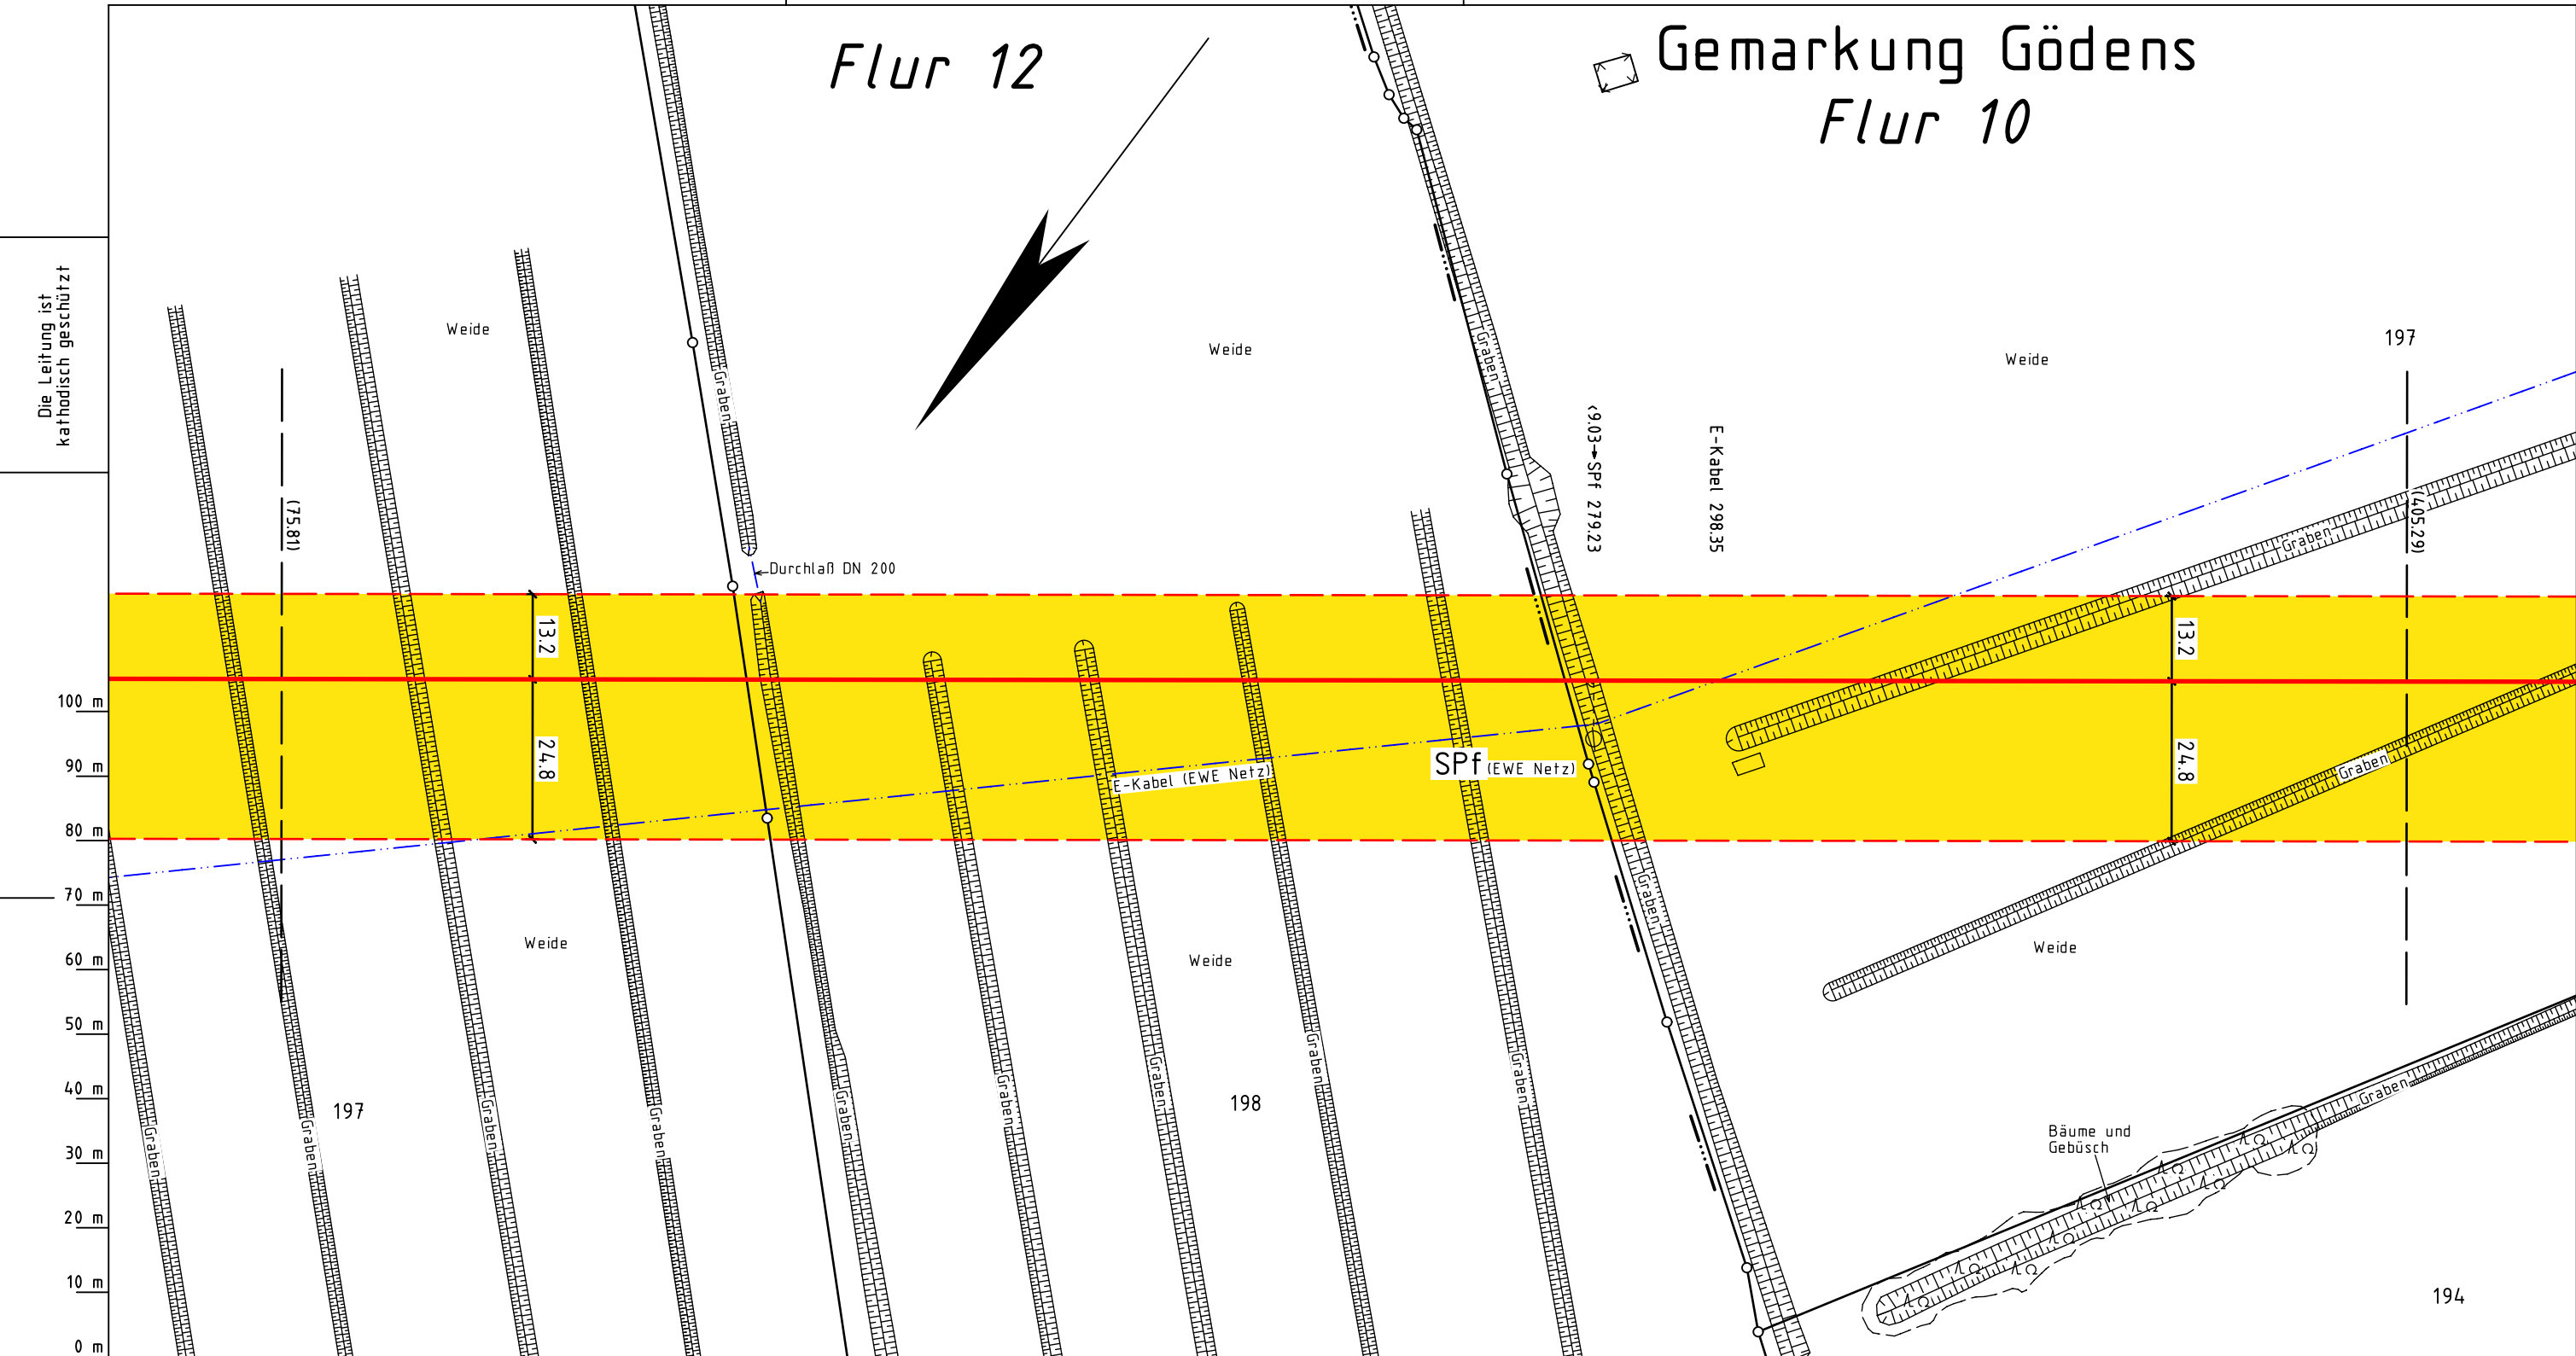 Flur 12
Gemarkung Gödens
Flur 10
Die Leitung ist
kathodisch geschützt
Weide
Weide
Weide
197
Graben
Graben
(75.81)
<9.03→SPf 279.23
E-Kabel 298.35
(405.29)
Graben
Durchlaß DN 200
13.2
13.2
24.8
24.8
E-Kabel (EWE Netz)
SPf (EWE Netz)
Graben
Graben
100 m
90 m
80 m
70 m
60 m
50 m
40 m
30 m
20 m
10 m
0 m
Weide
Weide
Weide
197
198
Graben
Graben
Graben
Graben
Graben
Graben
Graben
Graben
Graben
Graben
Bäume und
Gebüsch
194